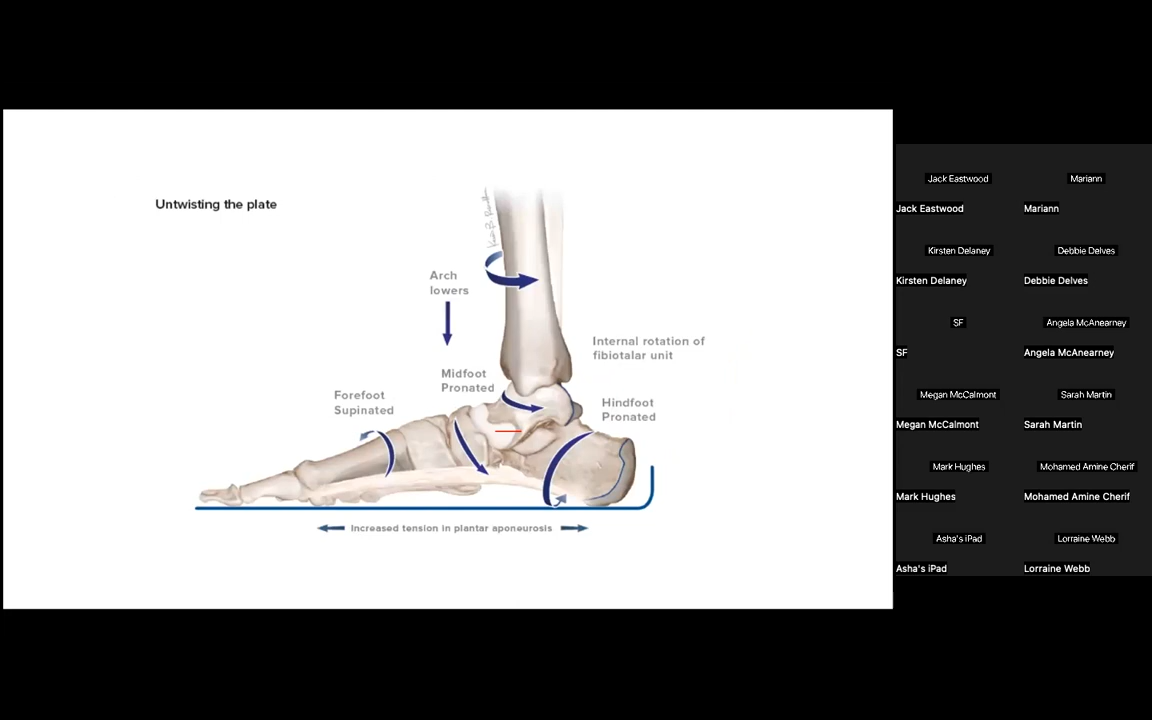 Untwisting the plate
Arch
lowers
Internal rotation of
fibiotalar unit
Midfoot
Pronated
Forefoot
Supinated
Hindfoot
Pronated
Increased tension in plantar aponeurosis
Jack Eastwood
Mariann
Jack Eastwood
Mariann
Kirsten Delaney
Debbie Delves
Kirsten Delaney
Debbie Delves
SF
Angela McAnearney
SF
Angela McAnearney
Megan McCalmont
Sarah Martin
Megan McCalmont
Sarah Martin
Mark Hughes
Mohamed Amine Cherif
Mark Hughes
Mohamed Amine Cherif
Asha's iPad
Lorraine Webb
Asha's iPad
Lorraine Webb